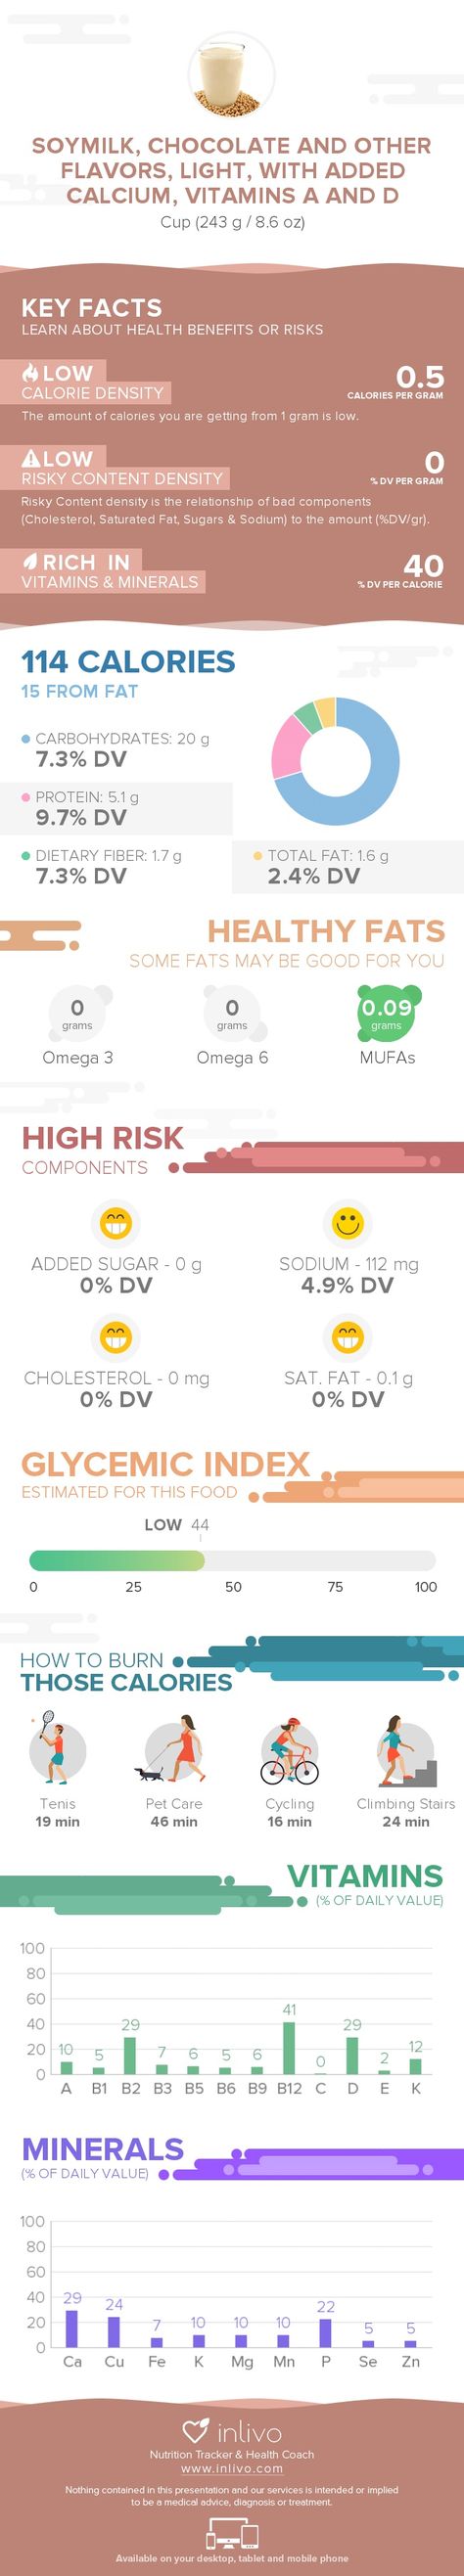 SOYMILK, CHOCOLATE AND OTHER
FLAVORS, LIGHT, WITH ADDED
CALCIUM, VITAMINS A AND D
Cup (243 g / 8.6 oz)
KEY FACTS
LEARN ABOUT HEALTH BENEFITS OR RISKS
LOW
CALORIE DENSITY
0.5
CALORIES PER GRAM
The amount of calories you are getting from 1 gram is low.
LOW
RISKY CONTENT DENSITY
0
% DV PER GRAM
Risky Content density is the relationship of bad components
(Cholesterol, Saturated Fat, Sugars & Sodium) to the amount (%DV/gr).
RICH IN
VITAMINS & MINERALS
40
% DV PER CALORIE
114 CALORIES
15 FROM FAT
CARBOHYDRATES: 20 g
7.3% DV
PROTEIN: 5.1 g
9.7% DV
DIETARY FIBER: 1.7 g
7.3% DV
TOTAL FAT: 1.6 g
2.4% DV
HEALTHY FATS
SOME FATS MAY BE GOOD FOR YOU
0 0 0.09
grams grams grams
Omega 3 Omega 6 MUFAs
HIGH RISK
COMPONENTS
ADDED SUGAR - 0 g SODIUM - 112 mg
0% DV 4.9% DV
CHOLESTEROL - 0 mg SAT. FAT - 0.1 g
0% DV 0% DV
GLYCEMIC INDEX
ESTIMATED FOR THIS FOOD
LOW 44
0 25 50 75 100
HOW TO BURN
THOSE CALORIES
Tenis Pet Care Cycling Climbing Stairs
19 min 46 min 16 min 24 min
VITAMINS
(% OF DAILY VALUE)
100
80
60
40
20
0
10 5 29 7 6 5 6 41 0 29 2 12
A B1 B2 B3 B5 B6 B9 B12 C D E K
MINERALS
(% OF DAILY VALUE)
100
80
60
40
20
0
29 24 7 10 10 10 22 5 5
Ca Cu Fe K Mg Mn P Se Zn
inlivo
Nutrition Tracker & Health Coach
www.inlivo.com
Nothing contained in this presentation and our services is intended or implied
to be a medical advice, diagnosis or treatment.
Available on your desktop, tablet and mobile phone